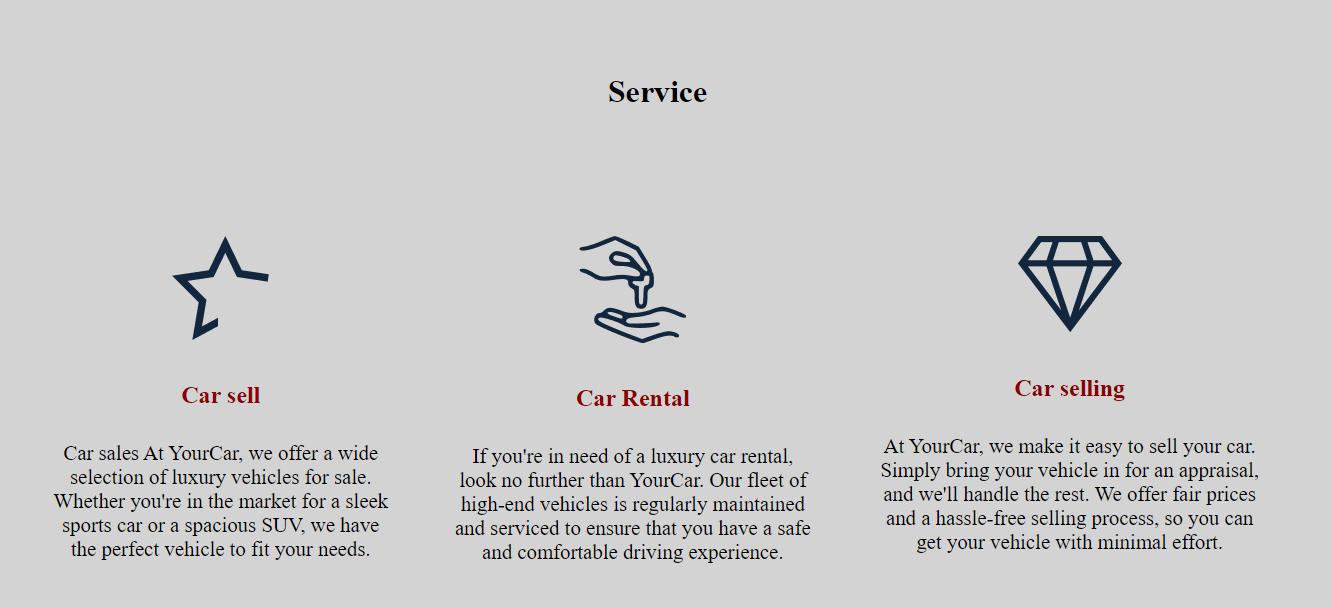 Service
Car sell
Car sales At YourCar, we offer a wide
selection of luxury vehicles for sale.
Whether you're in the market for a sleek
sports car or a spacious SUV, we have
the perfect vehicle to fit your needs.
Car Rental
If you're in need of a luxury car rental,
look no further than YourCar. Our fleet of
high-end vehicles is regularly maintained
and serviced to ensure that you have a safe
and comfortable driving experience.
Car selling
At YourCar, we make it easy to sell your car.
Simply bring your vehicle in for an appraisal,
and we'll handle the rest. We offer fair prices
and a hassle-free selling process, so you can
get your vehicle with minimal effort.